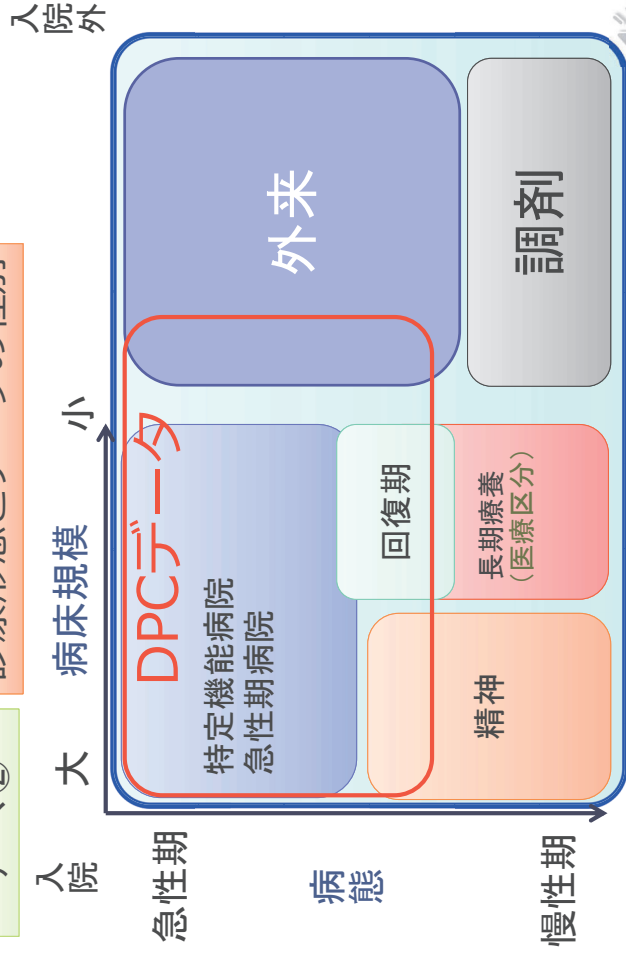 入院
入院外
大
病床規模
小
急性期
病態
慢性期
DPCデータ
特定機能病院
急性期病院
回復期
精神
長期療養
（医療区分）
外来
調剤